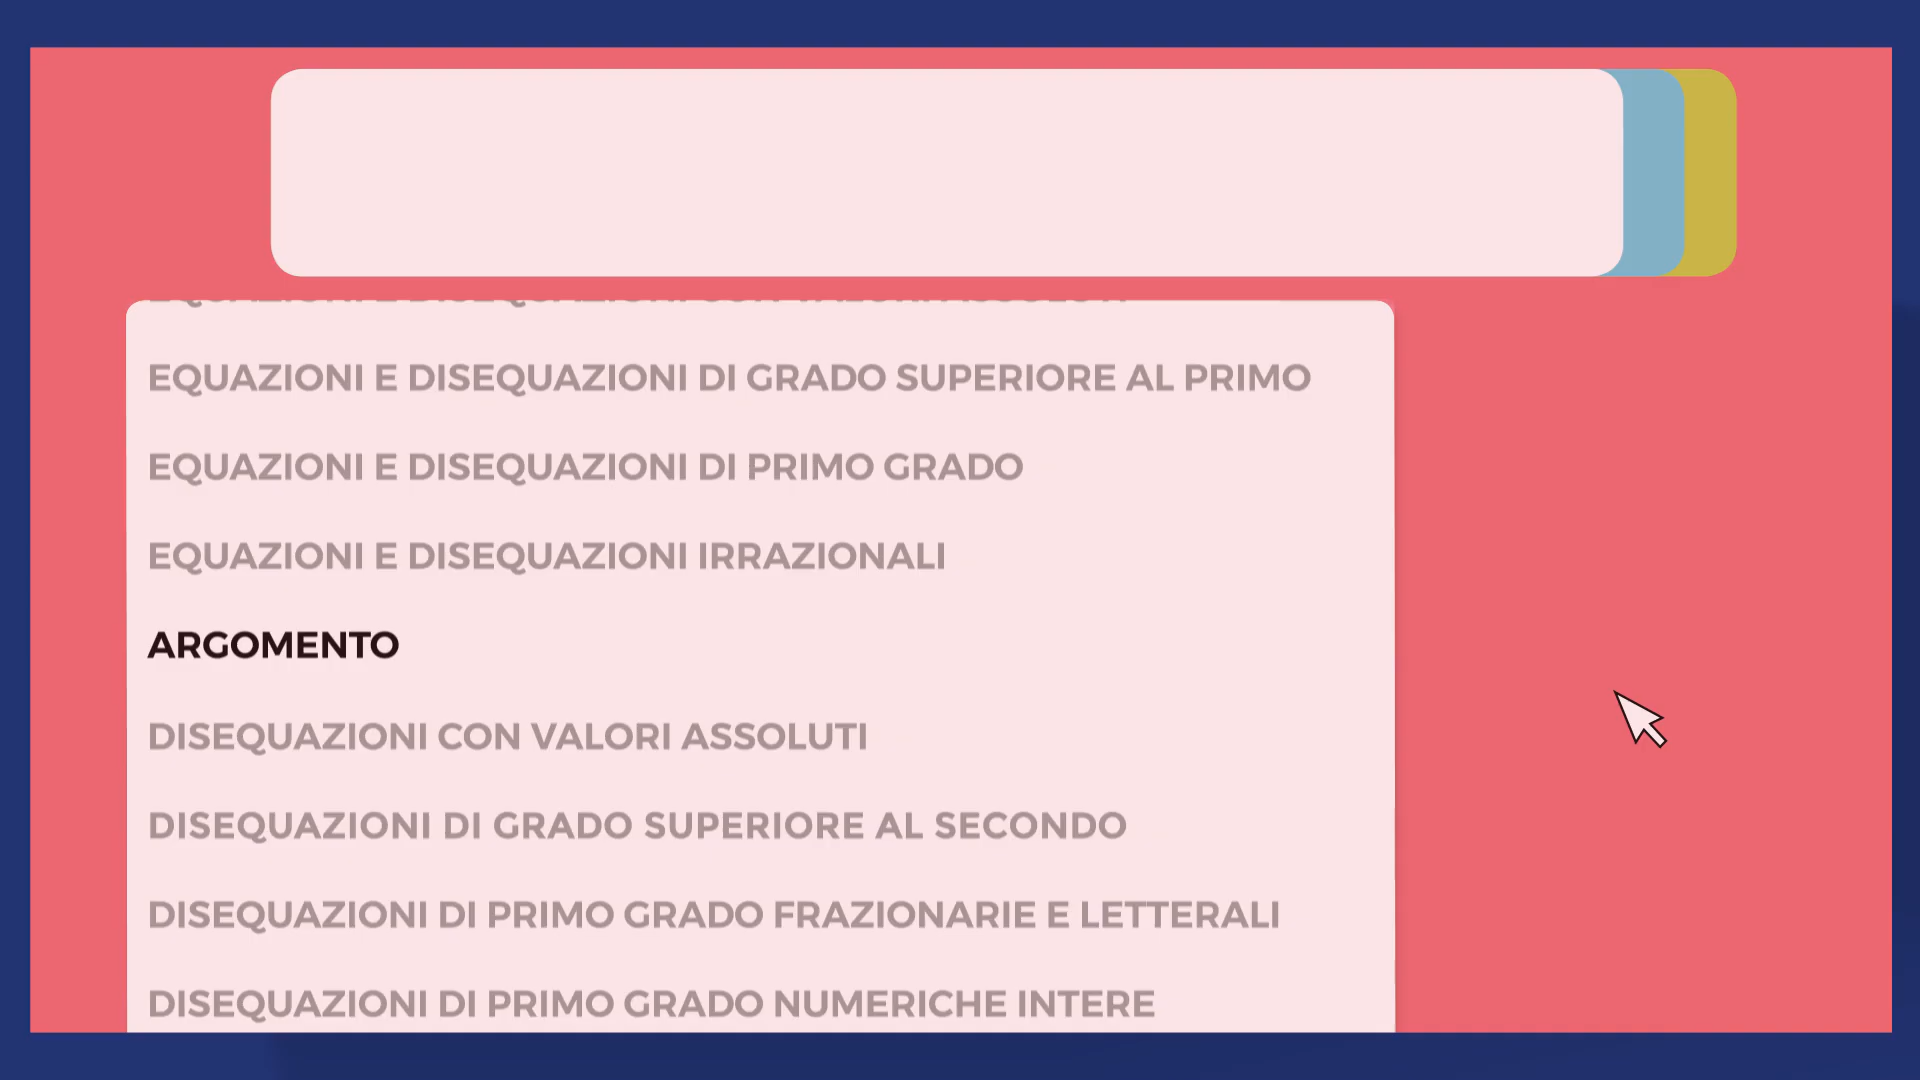 EQUAZIONI E DISEQUAZIONI DI GRADO SUPERIORE AL PRIMO
EQUAZIONI E DISEQUAZIONI DI PRIMO GRADO
EQUAZIONI E DISEQUAZIONI IRRAZIONALI
ARGOMENTO
DISEQUAZIONI CON VALORI ASSOLUTI
DISEQUAZIONI DI GRADO SUPERIORE AL SECONDO
DISEQUAZIONI DI PRIMO GRADO FRAZIONARIE E LETTERALI
DISEQUAZIONI DI PRIMO GRADO NUMERICHE INTERE